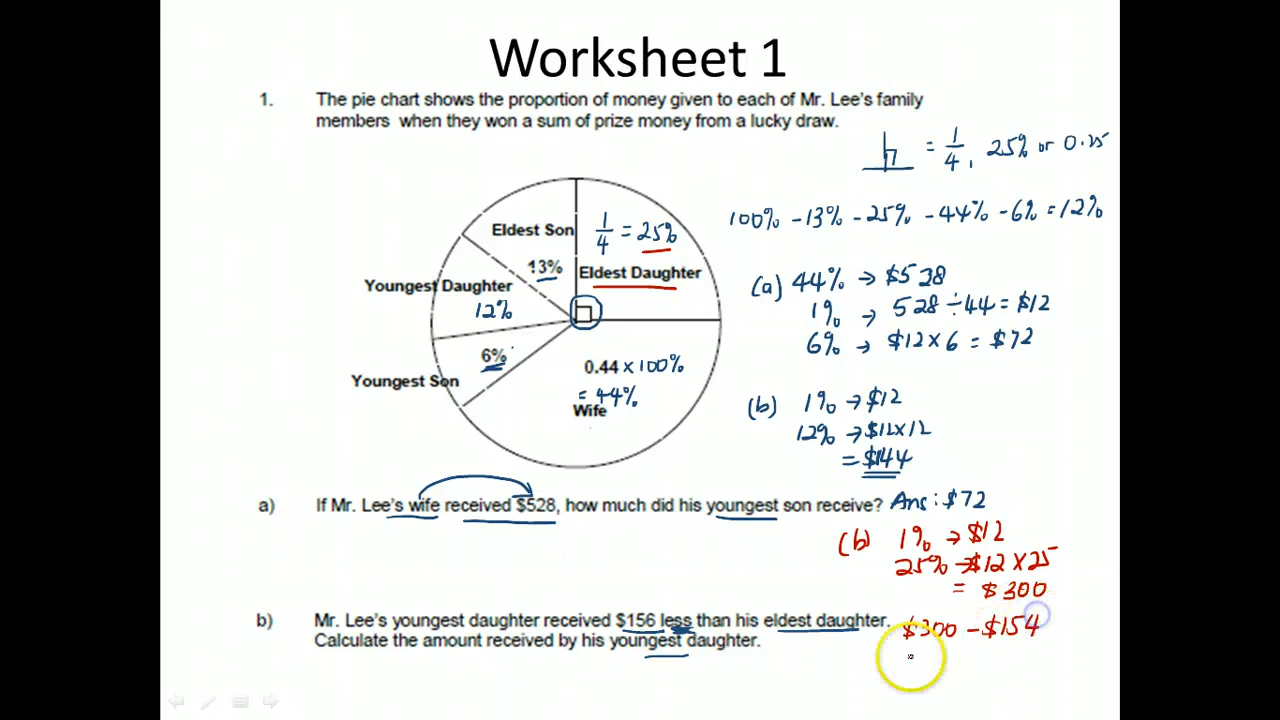 Worksheet 1
1. The pie chart shows the proportion of money given to each of Mr. Lee's family
members when they won a sum of prize money from a lucky draw.
= 1/4, 25% or 0.25
100% - 13% - 25% - 44% - 6% = 12%
Eldest Son
1/4 = 25%
13%
Eldest Daughter
Youngest Daughter
12%
6%
Youngest Son
0.44 x 100%
= 44%
Wife
(a) 44% → $528
1% → 528 ÷ 44 = $12
6% → $12 x 6 = $72
(b) 1% → $12
12% → $12 x 12
= $144
a) If Mr. Lee's wife received $528, how much did his youngest son receive? Ans: $72
(b) 1% → $12
25% → $12 x 25
= $300
b) Mr. Lee's youngest daughter received $156 less than his eldest daughter.
Calculate the amount received by his youngest daughter.
$300 - $154